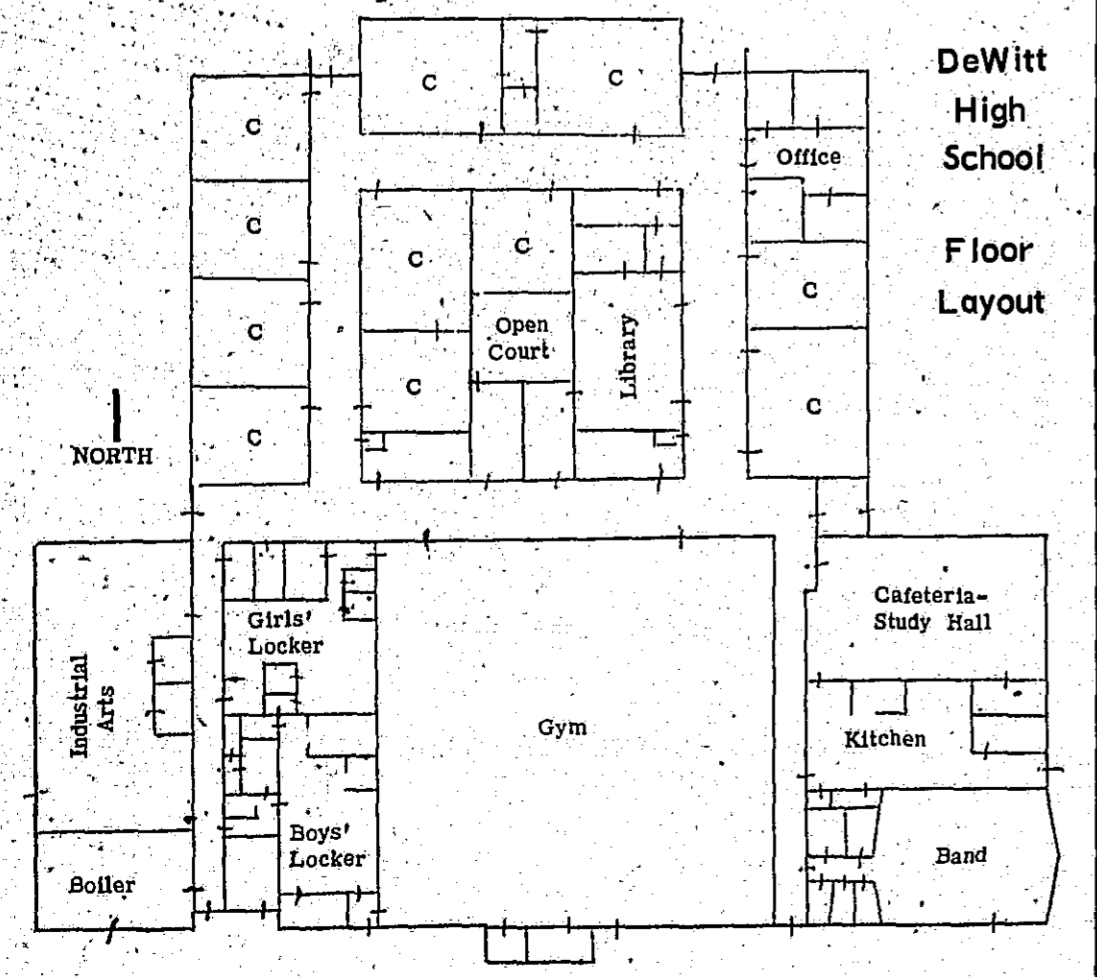 DeWitt
High
School
Floor
Layout
C
C
C
Office
C
C
C
C
Open
Court
Library
C
C
C
C
C
NORTH
Industrial
Arts
Girls'
Locker
Gym
Cafeteria-
Study Hall
Kitchen
Boys'
Locker
Boiler
Band